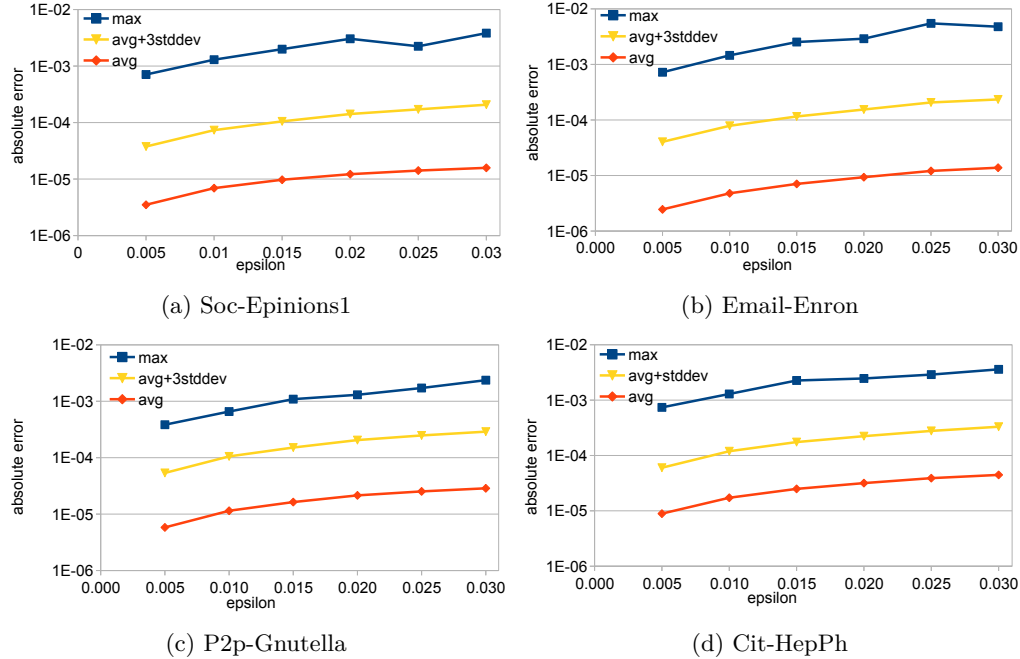 1E-02
max
avg+3stddev
avg
1E-03
1E-04
1E-05
1E-06
absolute error
0 0.005 0.010 0.015 0.020 0.025 0.03
epsilon
(a) Soc-Epinions1
1E-02
max
avg+3stddev
avg
1E-03
1E-04
1E-05
1E-06
absolute error
0.000 0.005 0.010 0.015 0.020 0.025 0.030
epsilon
(b) Email-Enron
1E-02
max
avg+3stddev
avg
1E-03
1E-04
1E-05
1E-06
absolute error
0.000 0.005 0.010 0.015 0.020 0.025 0.030
epsilon
(c) P2p-Gnutella
1E-02
max
avg+stddev
avg
1E-03
1E-04
1E-05
1E-06
absolute error
0.000 0.005 0.010 0.015 0.020 0.025 0.030
epsilon
(d) Cit-HepPh